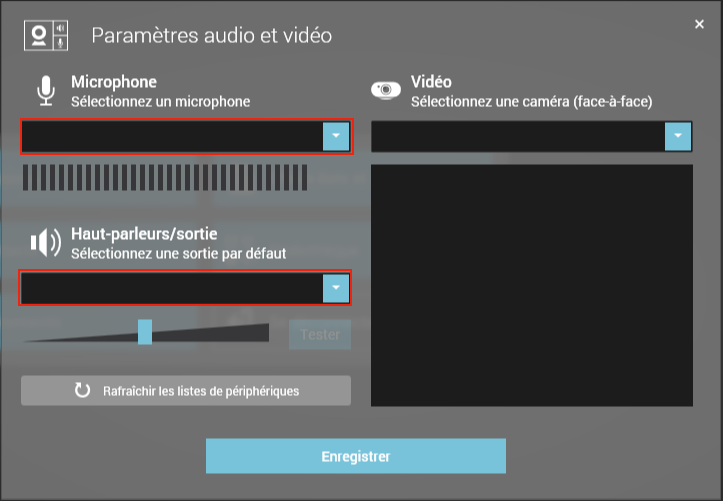 Paramètres audio et vidéo
Microphone
Sélectionnez un microphone
Vidéo
Sélectionnez une caméra (face-à-face)
Haut-parleurs/sortie
Sélectionnez une sortie par défaut
Tester
Rafraîchir les listes de périphériques
Enregistrer